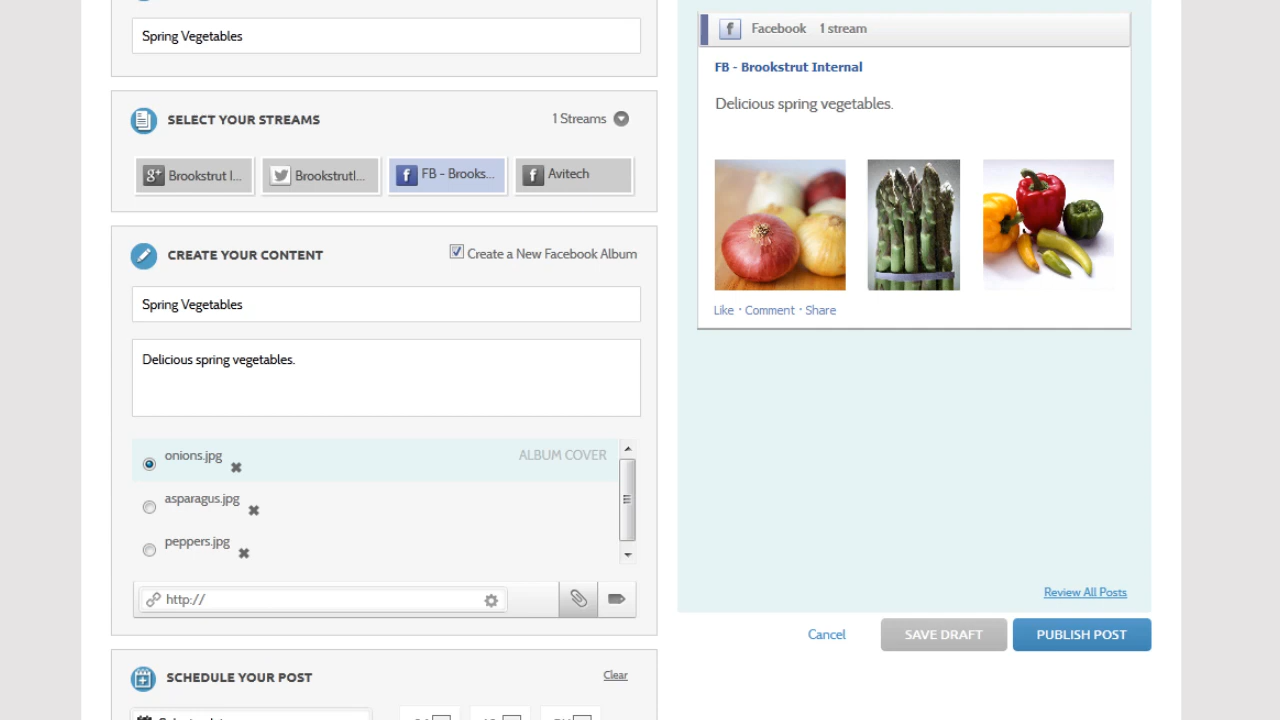 Spring Vegetables
SELECT YOUR STREAMS
1 Streams
Brookstrut I...
BrookstrutI...
FB - Brooks...
Avitech
CREATE YOUR CONTENT
Create a New Facebook Album
Spring Vegetables
Delicious spring vegetables.
onions.jpg
ALBUM COVER
asparagus.jpg
peppers.jpg
http://
SCHEDULE YOUR POST
Clear
Facebook 1 stream
FB - Brookstrut Internal
Delicious spring vegetables.
Like · Comment · Share
Review All Posts
Cancel
SAVE DRAFT
PUBLISH POST